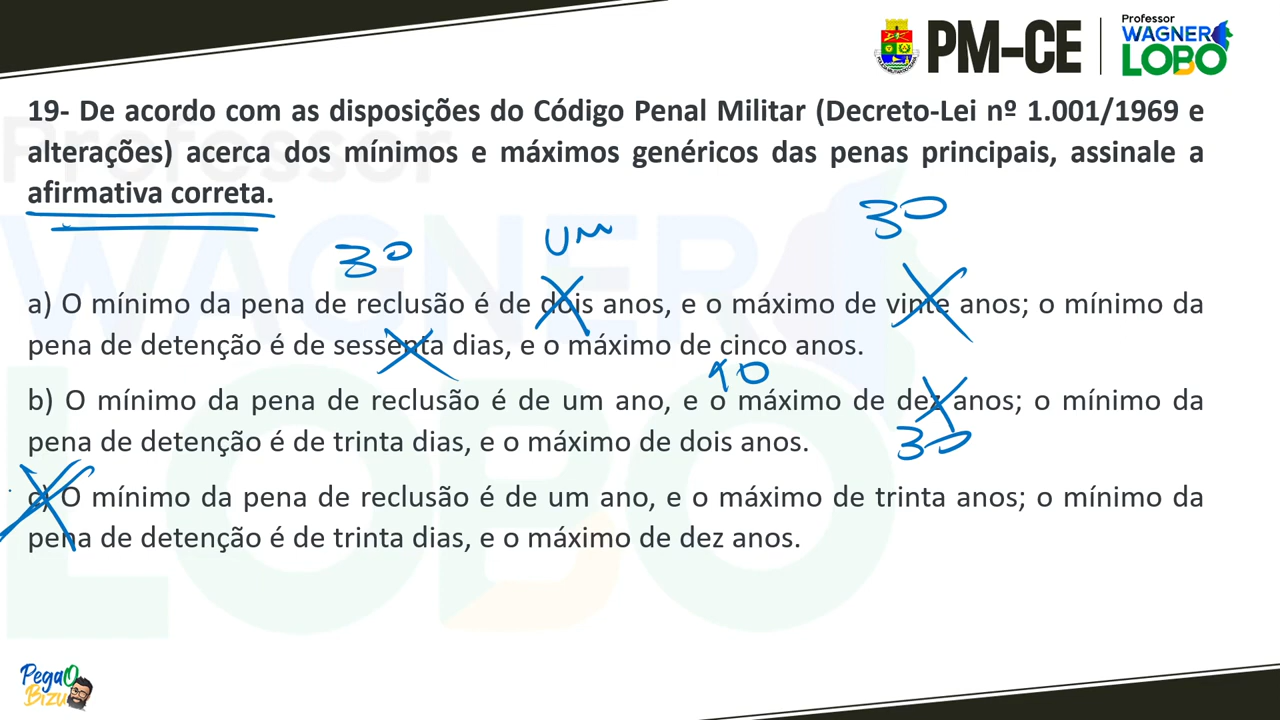 PM-CE
Professor
WAGNER
LOBO
19- De acordo com as disposições do Código Penal Militar (Decreto-Lei nº 1.001/1969 e
alterações) acerca dos mínimos e máximos genéricos das penas principais, assinale a
afirmativa correta.
30
um
30
a) O mínimo da pena de reclusão é de dois anos, e o máximo de vinte anos; o mínimo da
pena de detenção é de sessenta dias, e o máximo de cinco anos.
10
b) O mínimo da pena de reclusão é de um ano, e o máximo de dez anos; o mínimo da
pena de detenção é de trinta dias, e o máximo de dois anos.
30
c) O mínimo da pena de reclusão é de um ano, e o máximo de trinta anos; o mínimo da
pena de detenção é de trinta dias, e o máximo de dez anos.
Professor
WAGNER
LOBO
PegaO
Bizu